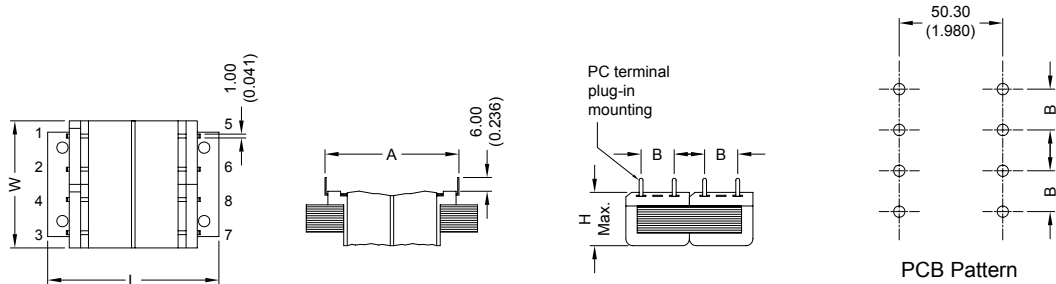 1
2
4
3
5
6
8
7
W
L
1.00
(0.041)
A
6.00
(0.236)
PC terminal
plug-in
mounting
B
B
H
Max.
50.30
(1.980)
B
B
PCB Pattern